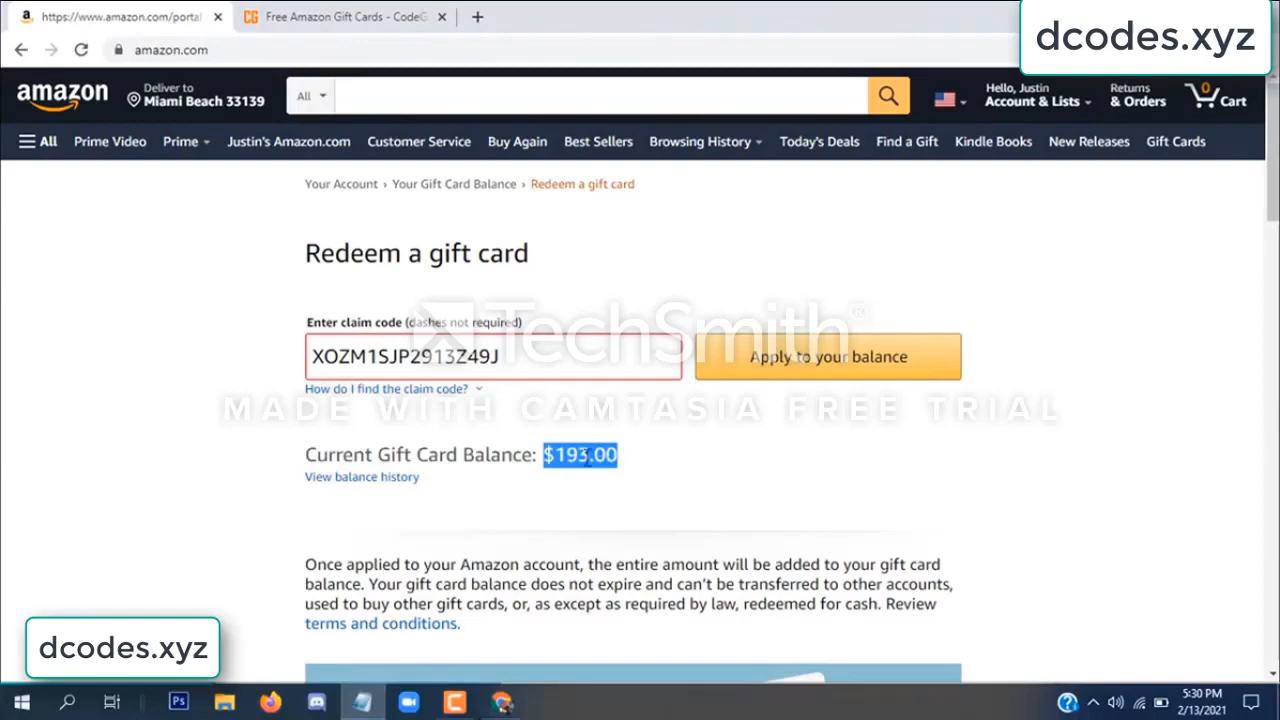 https://www.amazon.com/portal
Free Amazon Gift Cards - CodeG
dcodes.xyz
amazon.com
amazon
Deliver to
Miami Beach 33139
All
Hello, Justin
Account & Lists
Returns
& Orders
0
Cart
All
Prime Video
Prime
Justin's Amazon.com
Customer Service
Buy Again
Best Sellers
Browsing History
Today's Deals
Find a Gift
Kindle Books
New Releases
Gift Cards
Your Account › Your Gift Card Balance › Redeem a gift card
Redeem a gift card
Enter claim code (dashes not required)
XOZM1SJP2913Z49J
Apply to your balance
How do I find the claim code?
TechSmith®
MADE WITH CAMTASIA FREE TRIAL
Current Gift Card Balance: $193.00
View balance history
Once applied to your Amazon account, the entire amount will be added to your gift card
balance. Your gift card balance does not expire and can't be transferred to other accounts,
used to buy other gift cards, or, as except as required by law, redeemed for cash. Review
terms and conditions.
dcodes.xyz
Ps
5:30 PM
2/13/2021